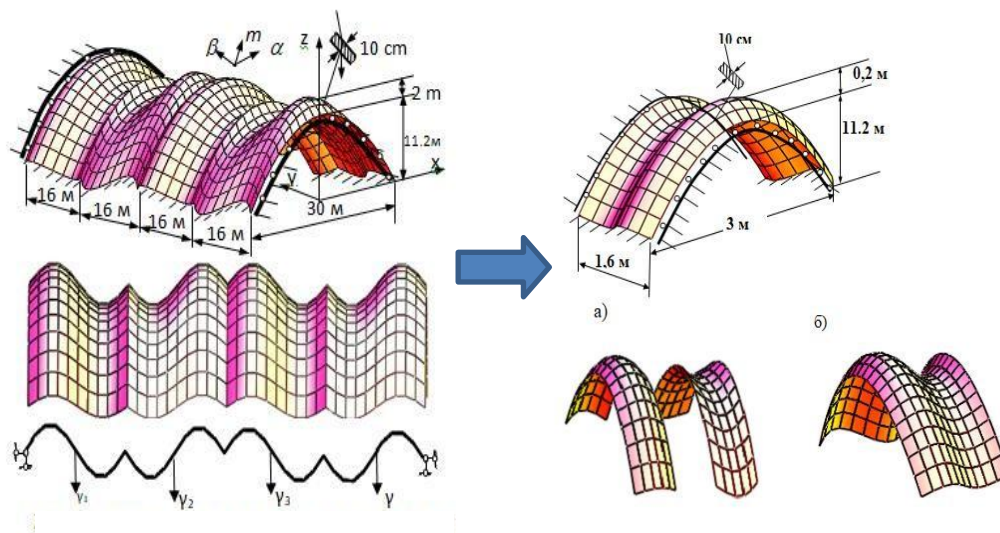 β m α z 10 cm
2 m
11.2м
x
y
16 м 16 м 16 м 16 м 30 м
γ₁ γ₂ γ₃ γ
10 см
0,2 м
11.2 м
3 м
1,6 м
а) б)